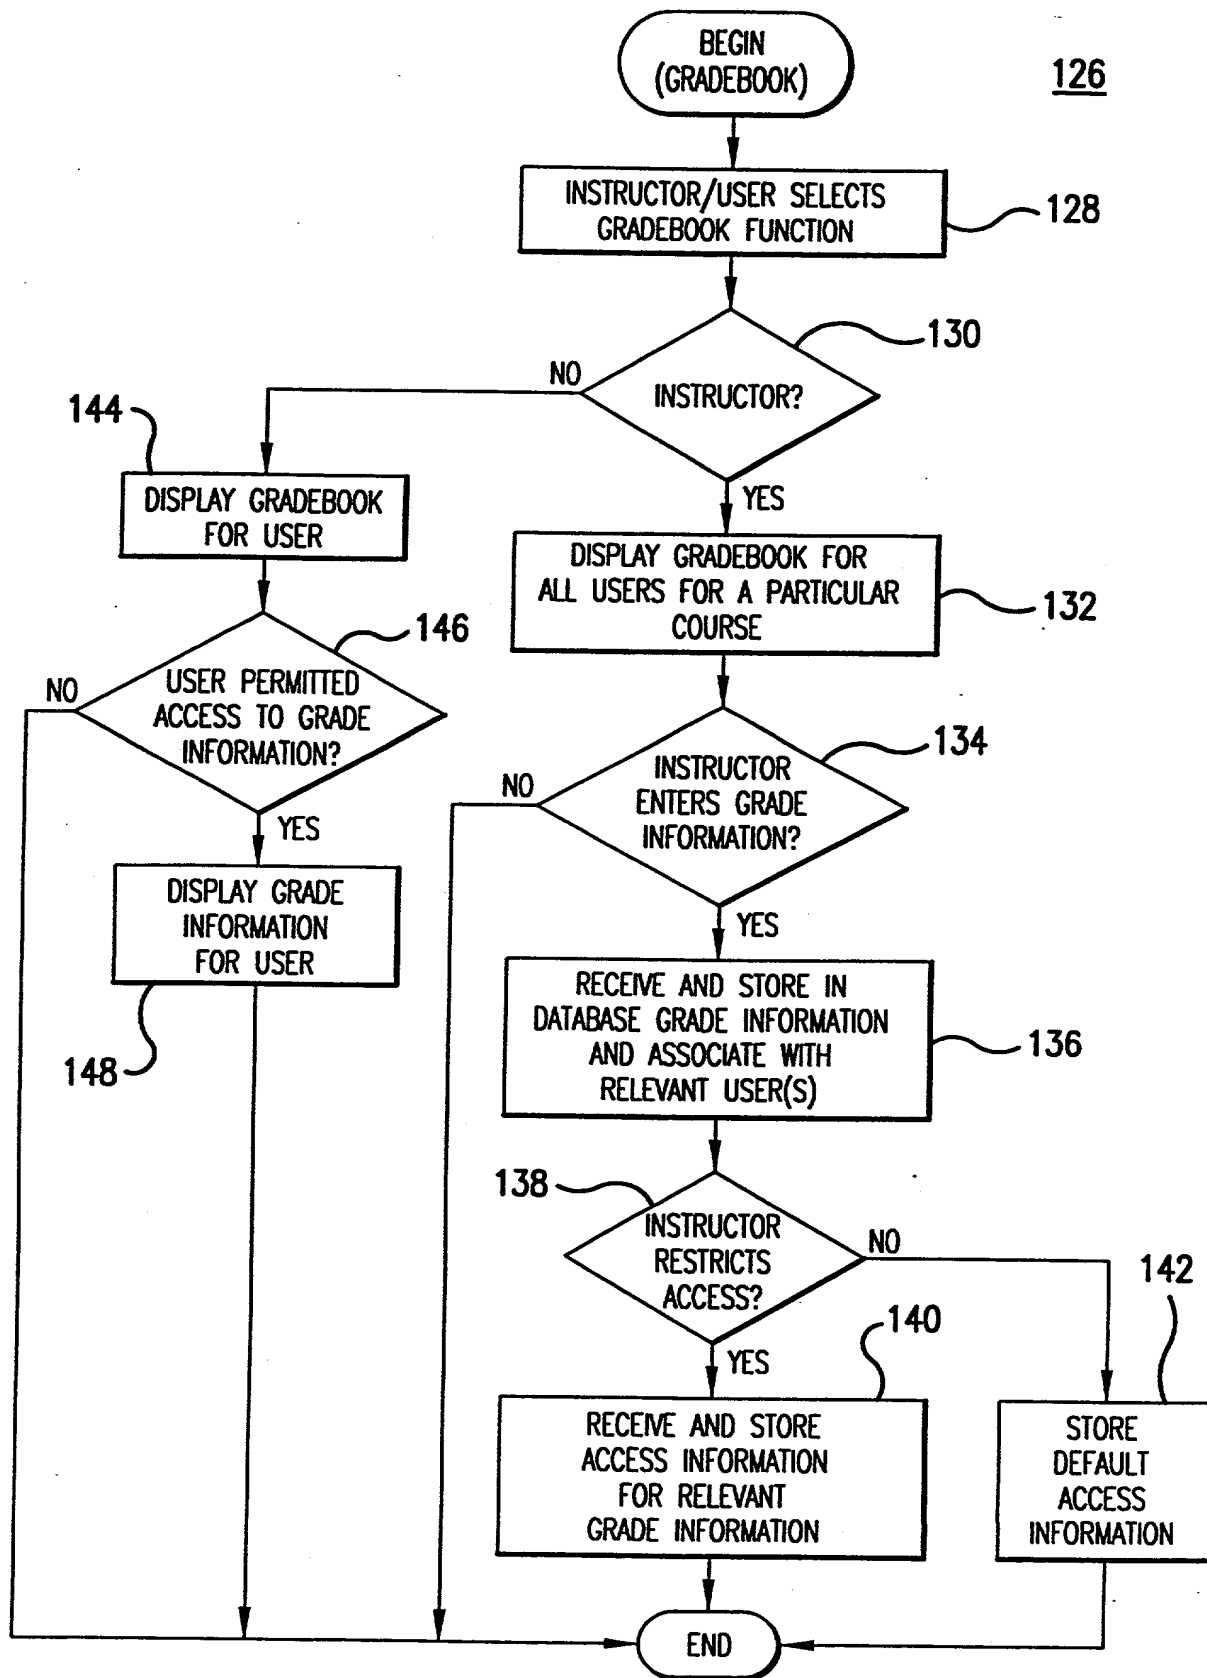 BEGIN
(GRADEBOOK)
126
INSTRUCTOR/USER SELECTS
GRADEBOOK FUNCTION
128
130
INSTRUCTOR?
NO
YES
144
DISPLAY GRADEBOOK
FOR USER
DISPLAY GRADEBOOK FOR
ALL USERS FOR A PARTICULAR
COURSE
132
146
USER PERMITTED
ACCESS TO GRADE
INFORMATION?
NO
YES
134
INSTRUCTOR
ENTERS GRADE
INFORMATION?
NO
YES
DISPLAY GRADE
INFORMATION
FOR USER
148
RECEIVE AND STORE IN
DATABASE GRADE INFORMATION
AND ASSOCIATE WITH
RELEVANT USER(S)
136
138
INSTRUCTOR
RESTRICTS
ACCESS?
NO
YES
140
142
RECEIVE AND STORE
ACCESS INFORMATION
FOR RELEVANT
GRADE INFORMATION
STORE
DEFAULT
ACCESS
INFORMATION
END